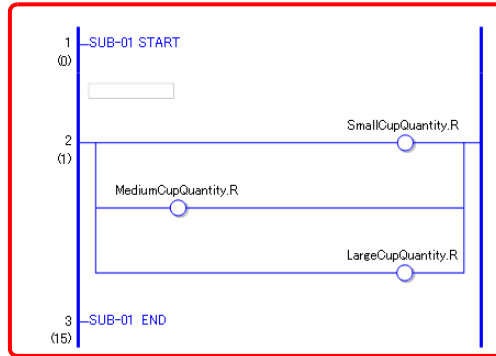 1 SUB-01 START
(0)
SmallCupQuantity.R
2
(1)
MediumCupQuantity.R
LargeCupQuantity.R
3 SUB-01 END
(15)